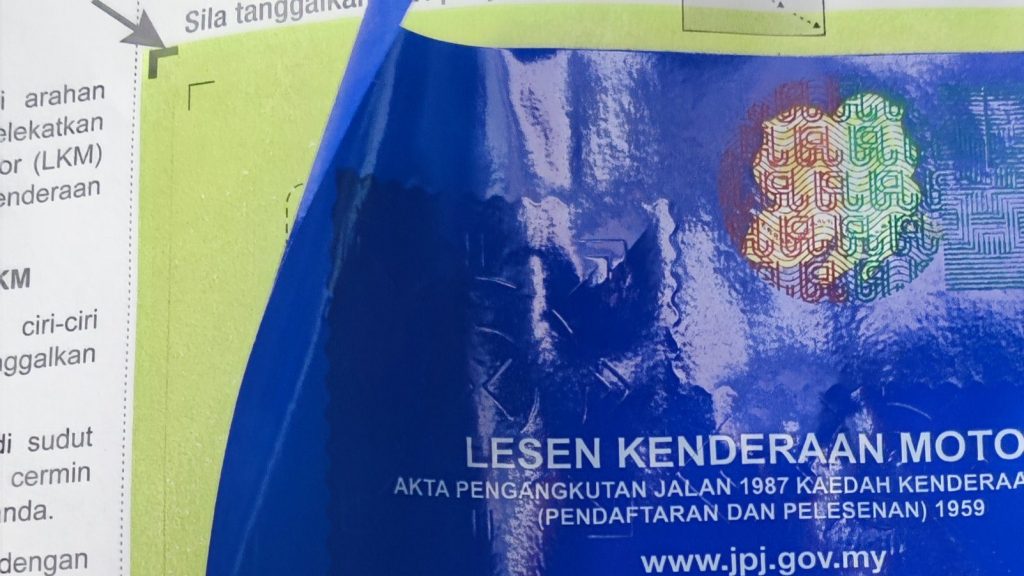 Sila tanggalkan
i arahan
elekatkan
or (LKM)
enderaan
KM
ciri-ciri
nggalkan
di sudut
cermin
anda.
dengan
LESEN KENDERAAN MOTO
AKTA PENGANGKUTAN JALAN 1987 KAEDAH KENDERAA
(PENDAFTARAN DAN PELESENAN) 1959
www.jpj.gov.my